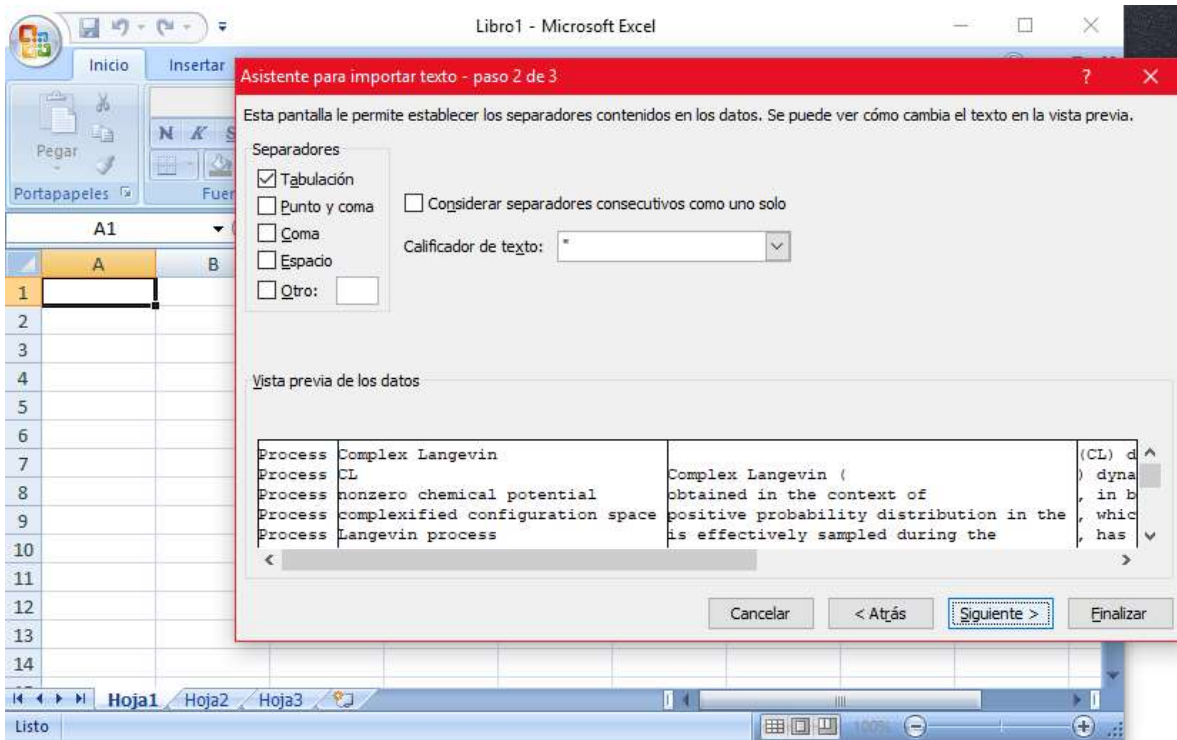 Libro1 - Microsoft Excel
Inicio Insertar
Asistente para importar texto - paso 2 de 3 ?
Esta pantalla le permite establecer los separadores contenidos en los datos. Se puede ver cómo cambia el texto en la vista previa.
Pegar
N K S
Portapapeles
Fuer
Separadores
Tabulación
Punto y coma
Coma
Espacio
Otro:
Considerar separadores consecutivos como uno solo
Calificador de texto: "
A1
A B
1
2
3
4
5
6
7
8
9
10
11
12
13
14
Vista previa de los datos
Process Complex Langevin (CL) d
Process CL Complex Langevin ( ) dyna
Process nonzero chemical potential obtained in the context of , in b
Process complexified configuration space positive probability distribution in the , whic
Process Langevin process is effectively sampled during the , has
Cancelar < Atrás Siguiente > Finalizar
Hoja1 Hoja2 Hoja3
Listo 100%